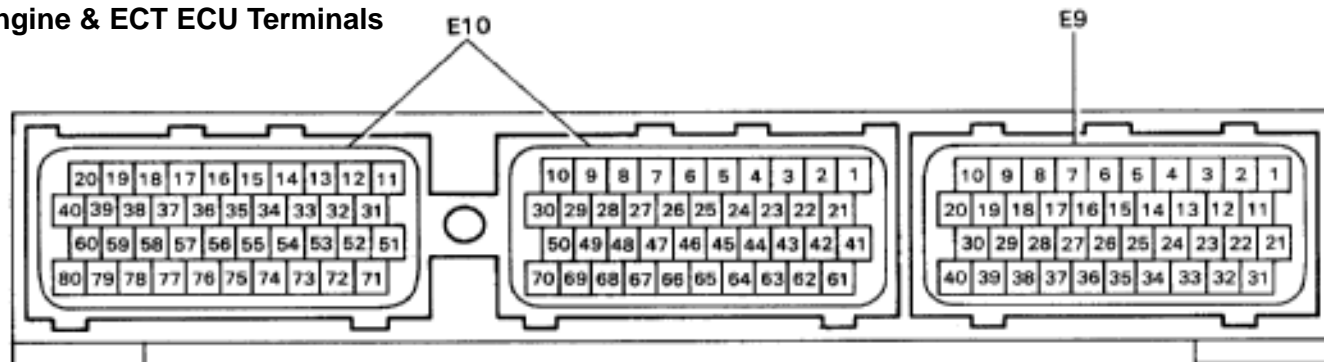 ngine & ECT ECU Terminals
E10
E9
20 19 18 17 16 15 14 13 12 11
40 39 38 37 36 35 34 33 32 31
60 59 58 57 56 55 54 53 52 51
80 79 78 77 76 75 74 73 72 71
10 9 8 7 6 5 4 3 2 1
30 29 28 27 26 25 24 23 22 21
50 49 48 47 46 45 44 43 42 41
70 69 68 67 66 65 64 63 62 61
10 9 8 7 6 5 4 3 2 1
20 19 18 17 16 15 14 13 12 11
30 29 28 27 26 25 24 23 22 21
40 39 38 37 36 35 34 33 32 31